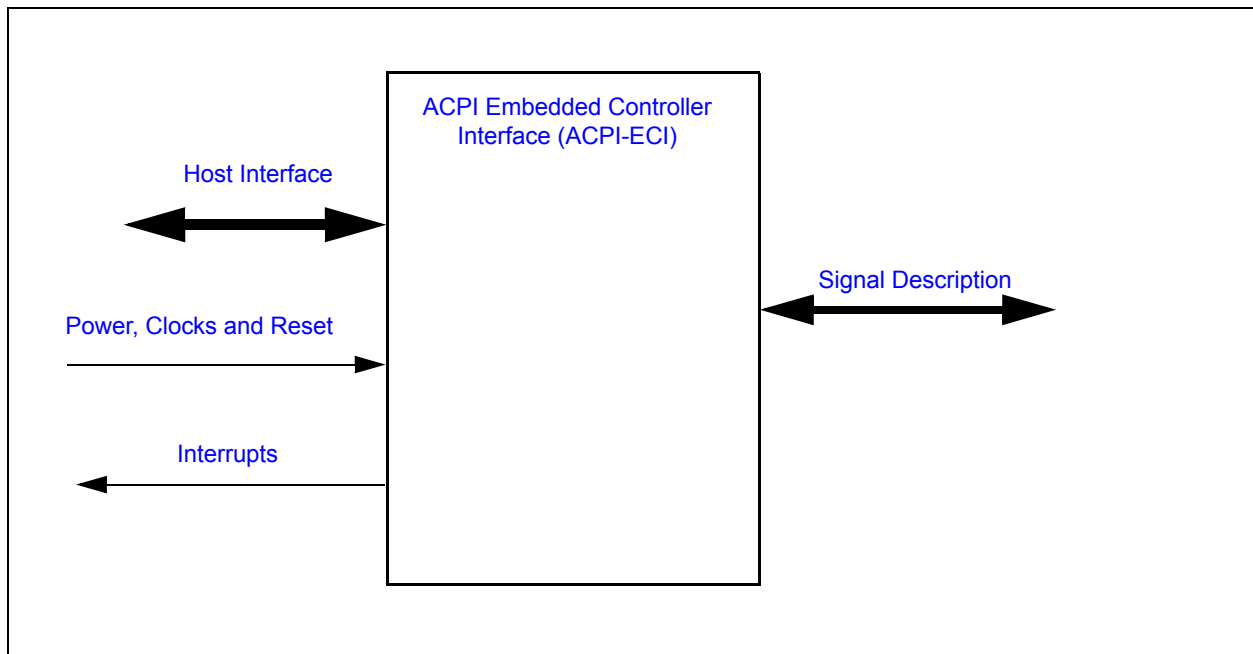 ACPI Embedded Controller
Interface (ACPI-ECI)
Host Interface
Signal Description
Power, Clocks and Reset
Interrupts